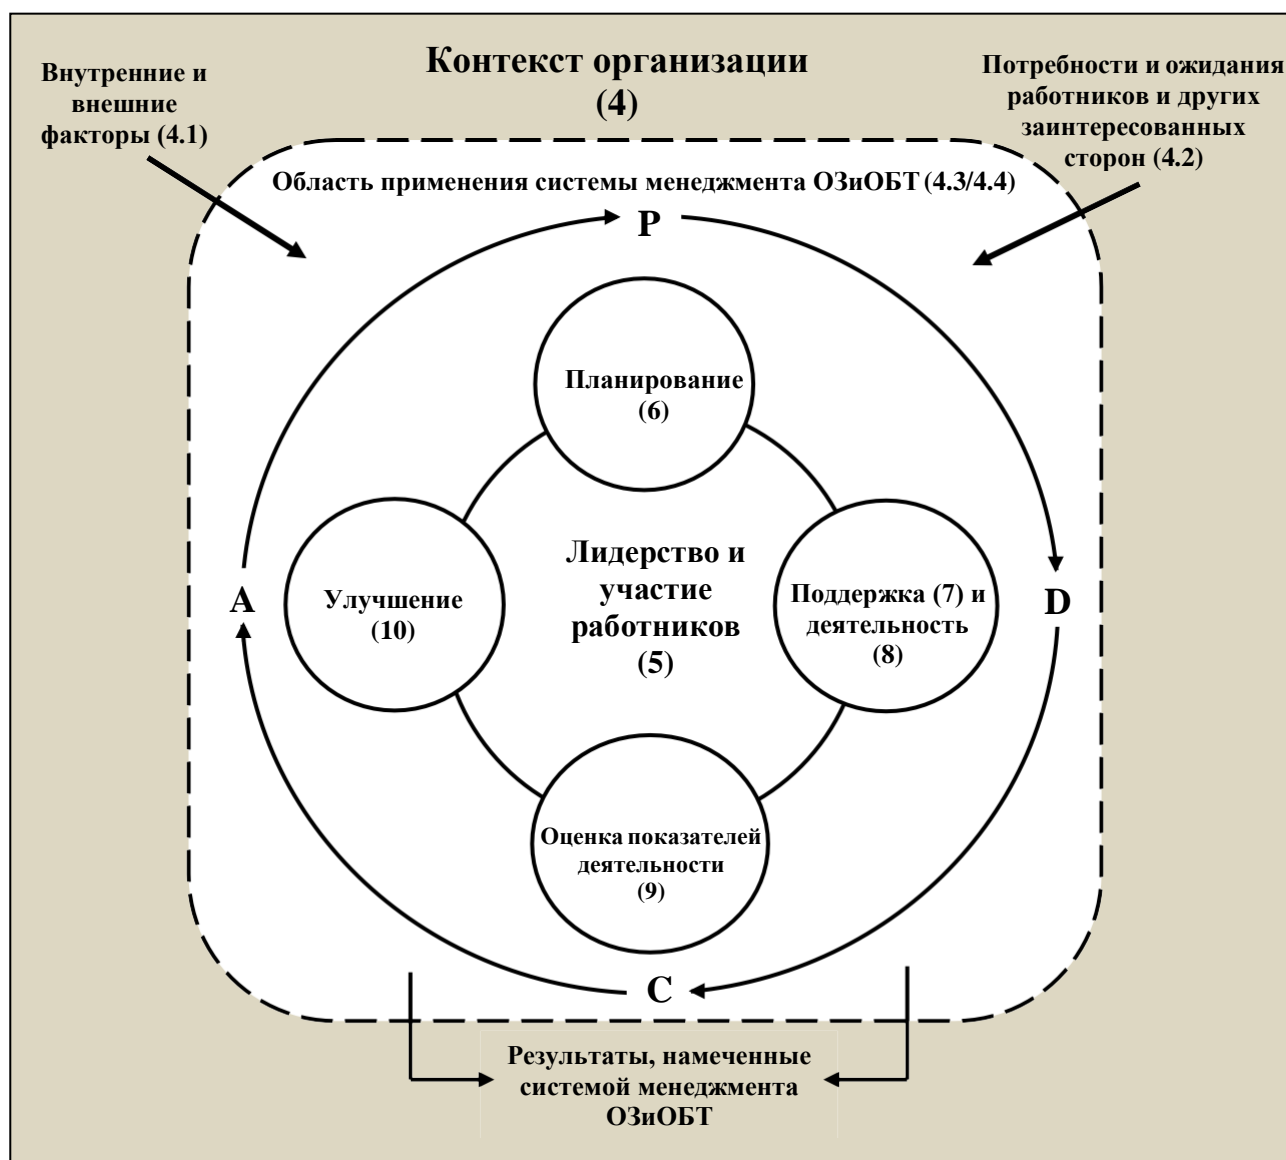 Контекст организации
(4)
Внутренние и
внешние
факторы (4.1)
Потребности и ожидания
работников и других
заинтересованных
сторон (4.2)
Область применения системы менеджмента ОЗиОБТ (4.3/4.4)
P
Планирование
(6)
A
Улучшение
(10)
Лидерство и
участие
работников
(5)
Поддержка (7) и
деятельность
(8)
D
Оценка показателей
деятельности
(9)
C
Результаты, намеченные
системой менеджмента
ОЗиОБТ